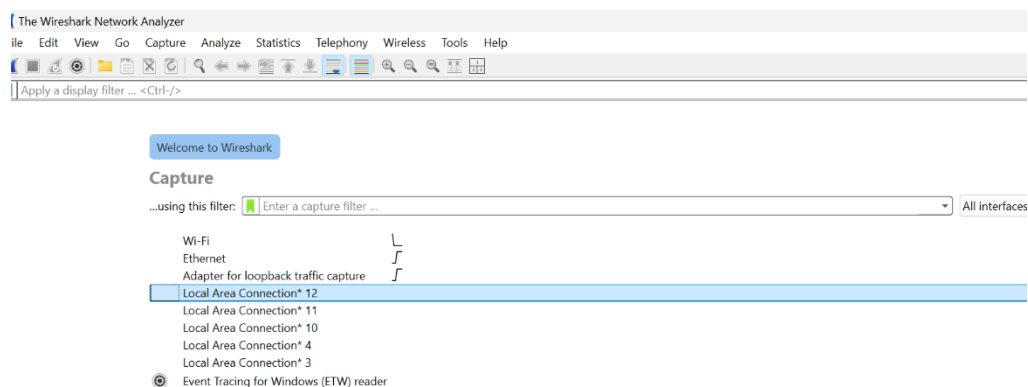 The Wireshark Network Analyzer
ile Edit View Go Capture Analyze Statistics Telephony Wireless Tools Help
Apply a display filter ... <Ctrl-/>
Welcome to Wireshark
Capture
...using this filter: Enter a capture filter ... All interfaces
Wi-Fi
Ethernet
Adapter for loopback traffic capture
Local Area Connection* 12
Local Area Connection* 11
Local Area Connection* 10
Local Area Connection* 4
Local Area Connection* 3
Event Tracing for Windows (ETW) reader